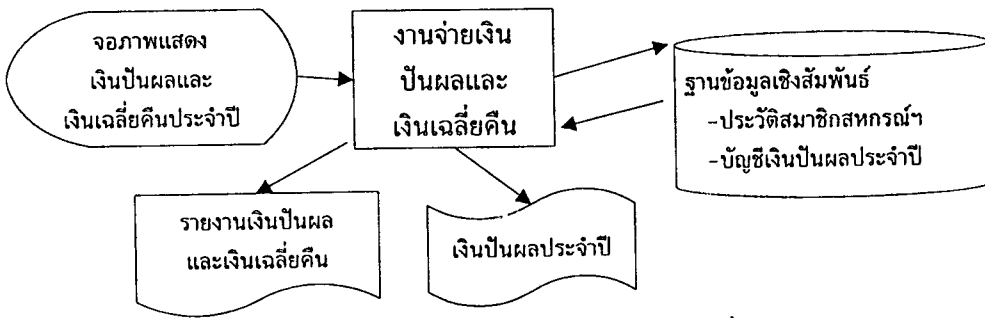 จอภาพแสดง
เงินปันผลและ
เงินเฉลี่ยคืนประจำปี
งานจ่ายเงิน
ปันผลและ
เงินเฉลี่ยคืน
ฐานข้อมูลเชิงสัมพันธ์
-ประวัติสมาชิกสหกรณ์ฯ
-บัญชีเงินปันผลประจำปี
รายงานเงินปันผล
และเงินเฉลี่ยคืน
เงินปันผลประจำปี